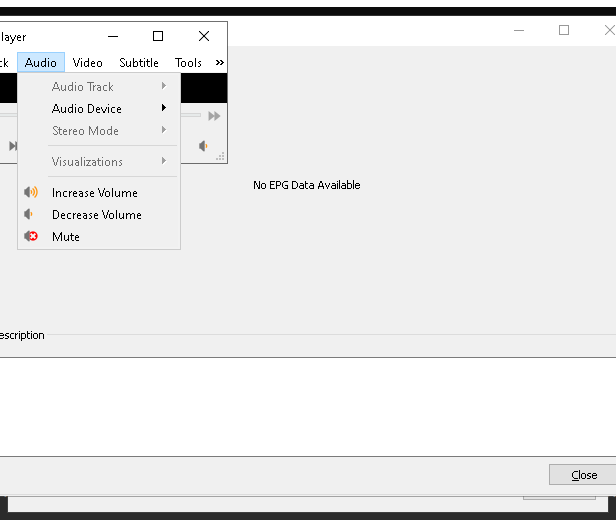 layer
ck Audio Video Subtitle Tools »
Audio Track
Audio Device
Stereo Mode
Visualizations
Increase Volume
Decrease Volume
Mute
No EPG Data Available
escription
Close